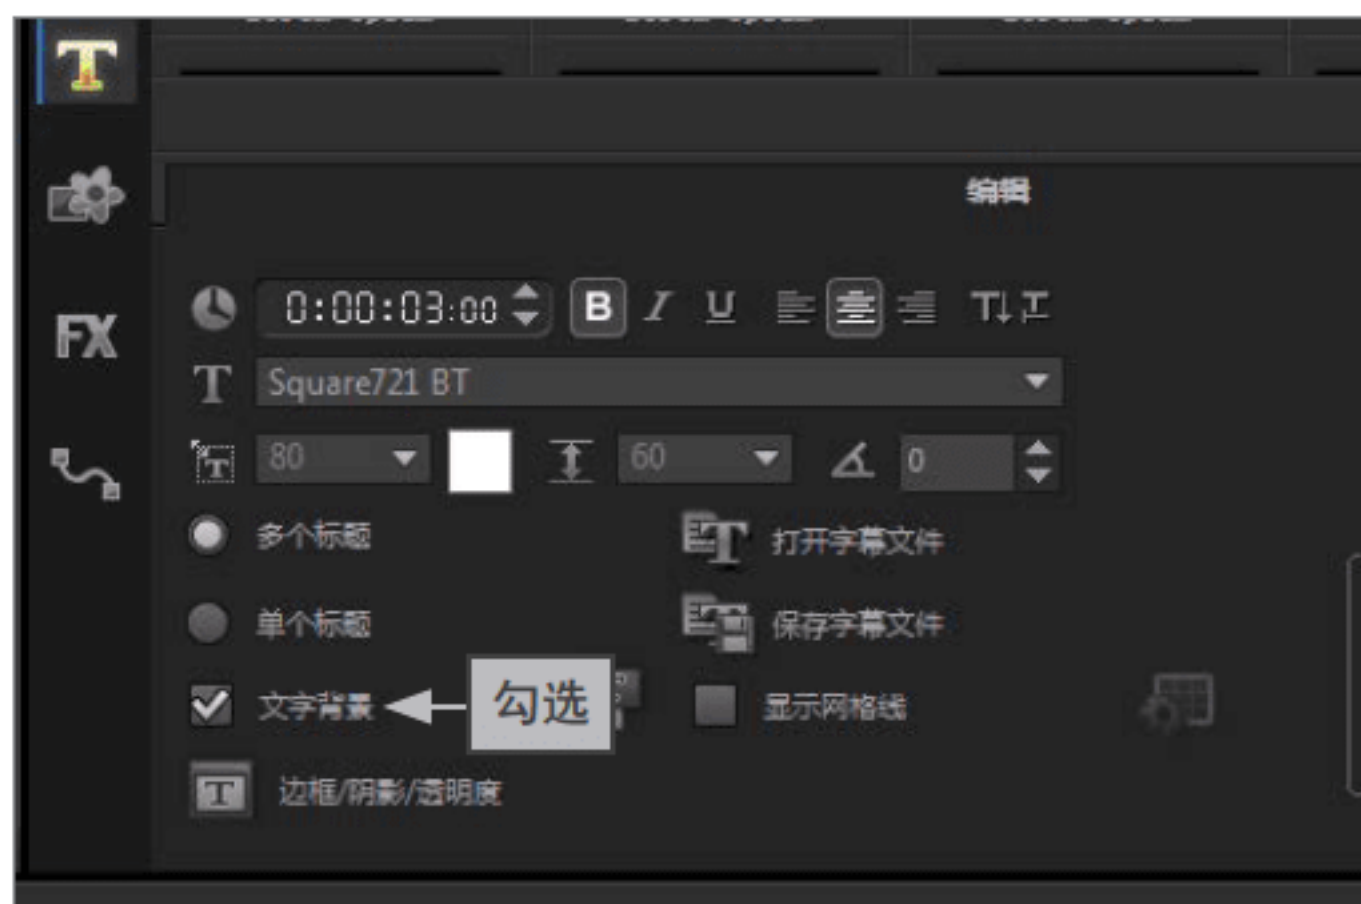 编辑
0:00:03:00 B I U T T
T Square721 BT
T 80 60 0
多个标题 T 打开字幕文件
单个标题 保存字幕文件
FX
文字背景 勾选 显示网格线
T 边框/阴影/透明度